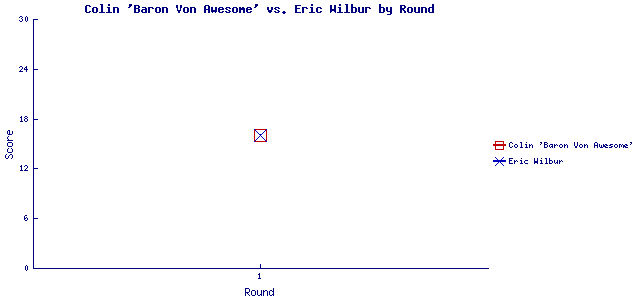 Colin 'Baron Von Awesome' vs. Eric Wilbur by Round
30
24
18
12
6
0
Score
1
Round
Colin 'Baron Von Awesome'
Eric Wilbur